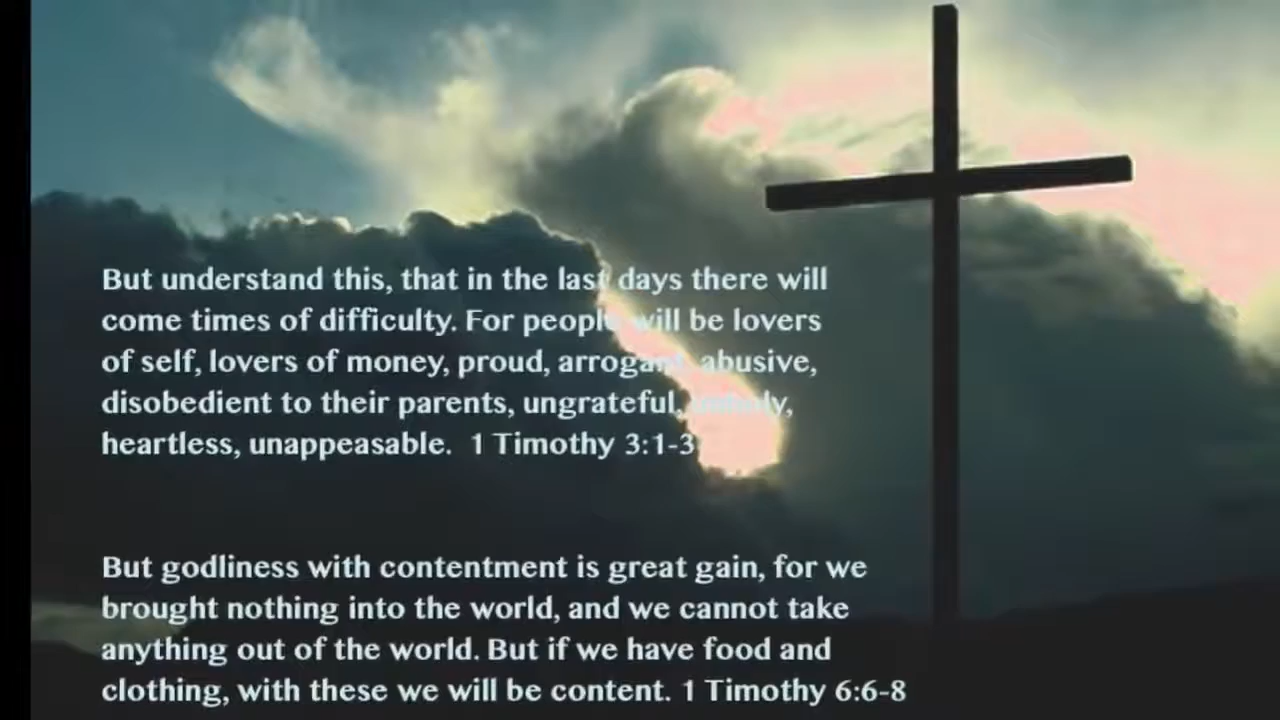 But understand this, that in the last days there will
come times of difficulty. For people will be lovers
of self, lovers of money, proud, arrogant, abusive,
disobedient to their parents, ungrateful, unholy,
heartless, unappeasable. 1 Timothy 3:1-3
But godliness with contentment is great gain, for we
brought nothing into the world, and we cannot take
anything out of the world. But if we have food and
clothing, with these we will be content. 1 Timothy 6:6-8